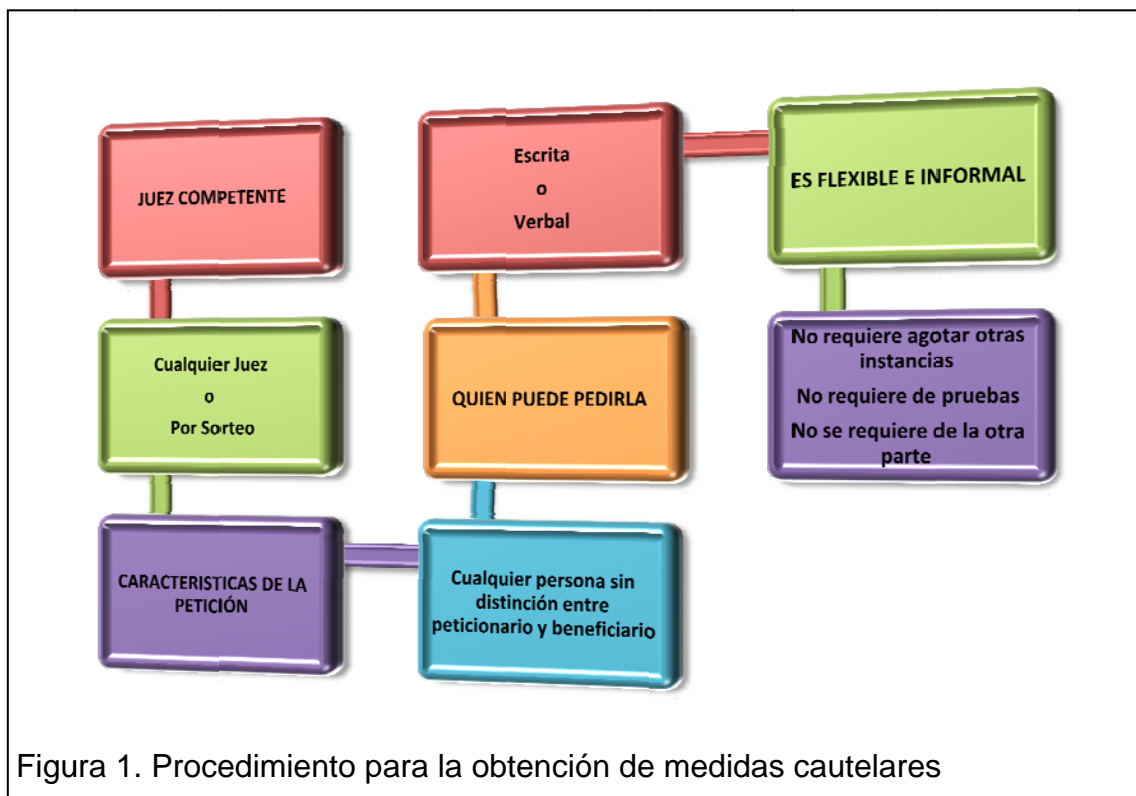 JUEZ COMPETENTE
Cualquier Juez
o
Por Sorteo
CARACTERISTICAS DE LA
PETICIÓN
Cualquier persona sin
distinción entre
peticionario y beneficiario
QUIEN PUEDE PEDIRLA
Escrita
o
Verbal
ES FLEXIBLE E INFORMAL
No requiere agotar otras
instancias
No requiere de pruebas
No se requiere de la otra
parte
Figura 1. Procedimiento para la obtención de medidas cautelares